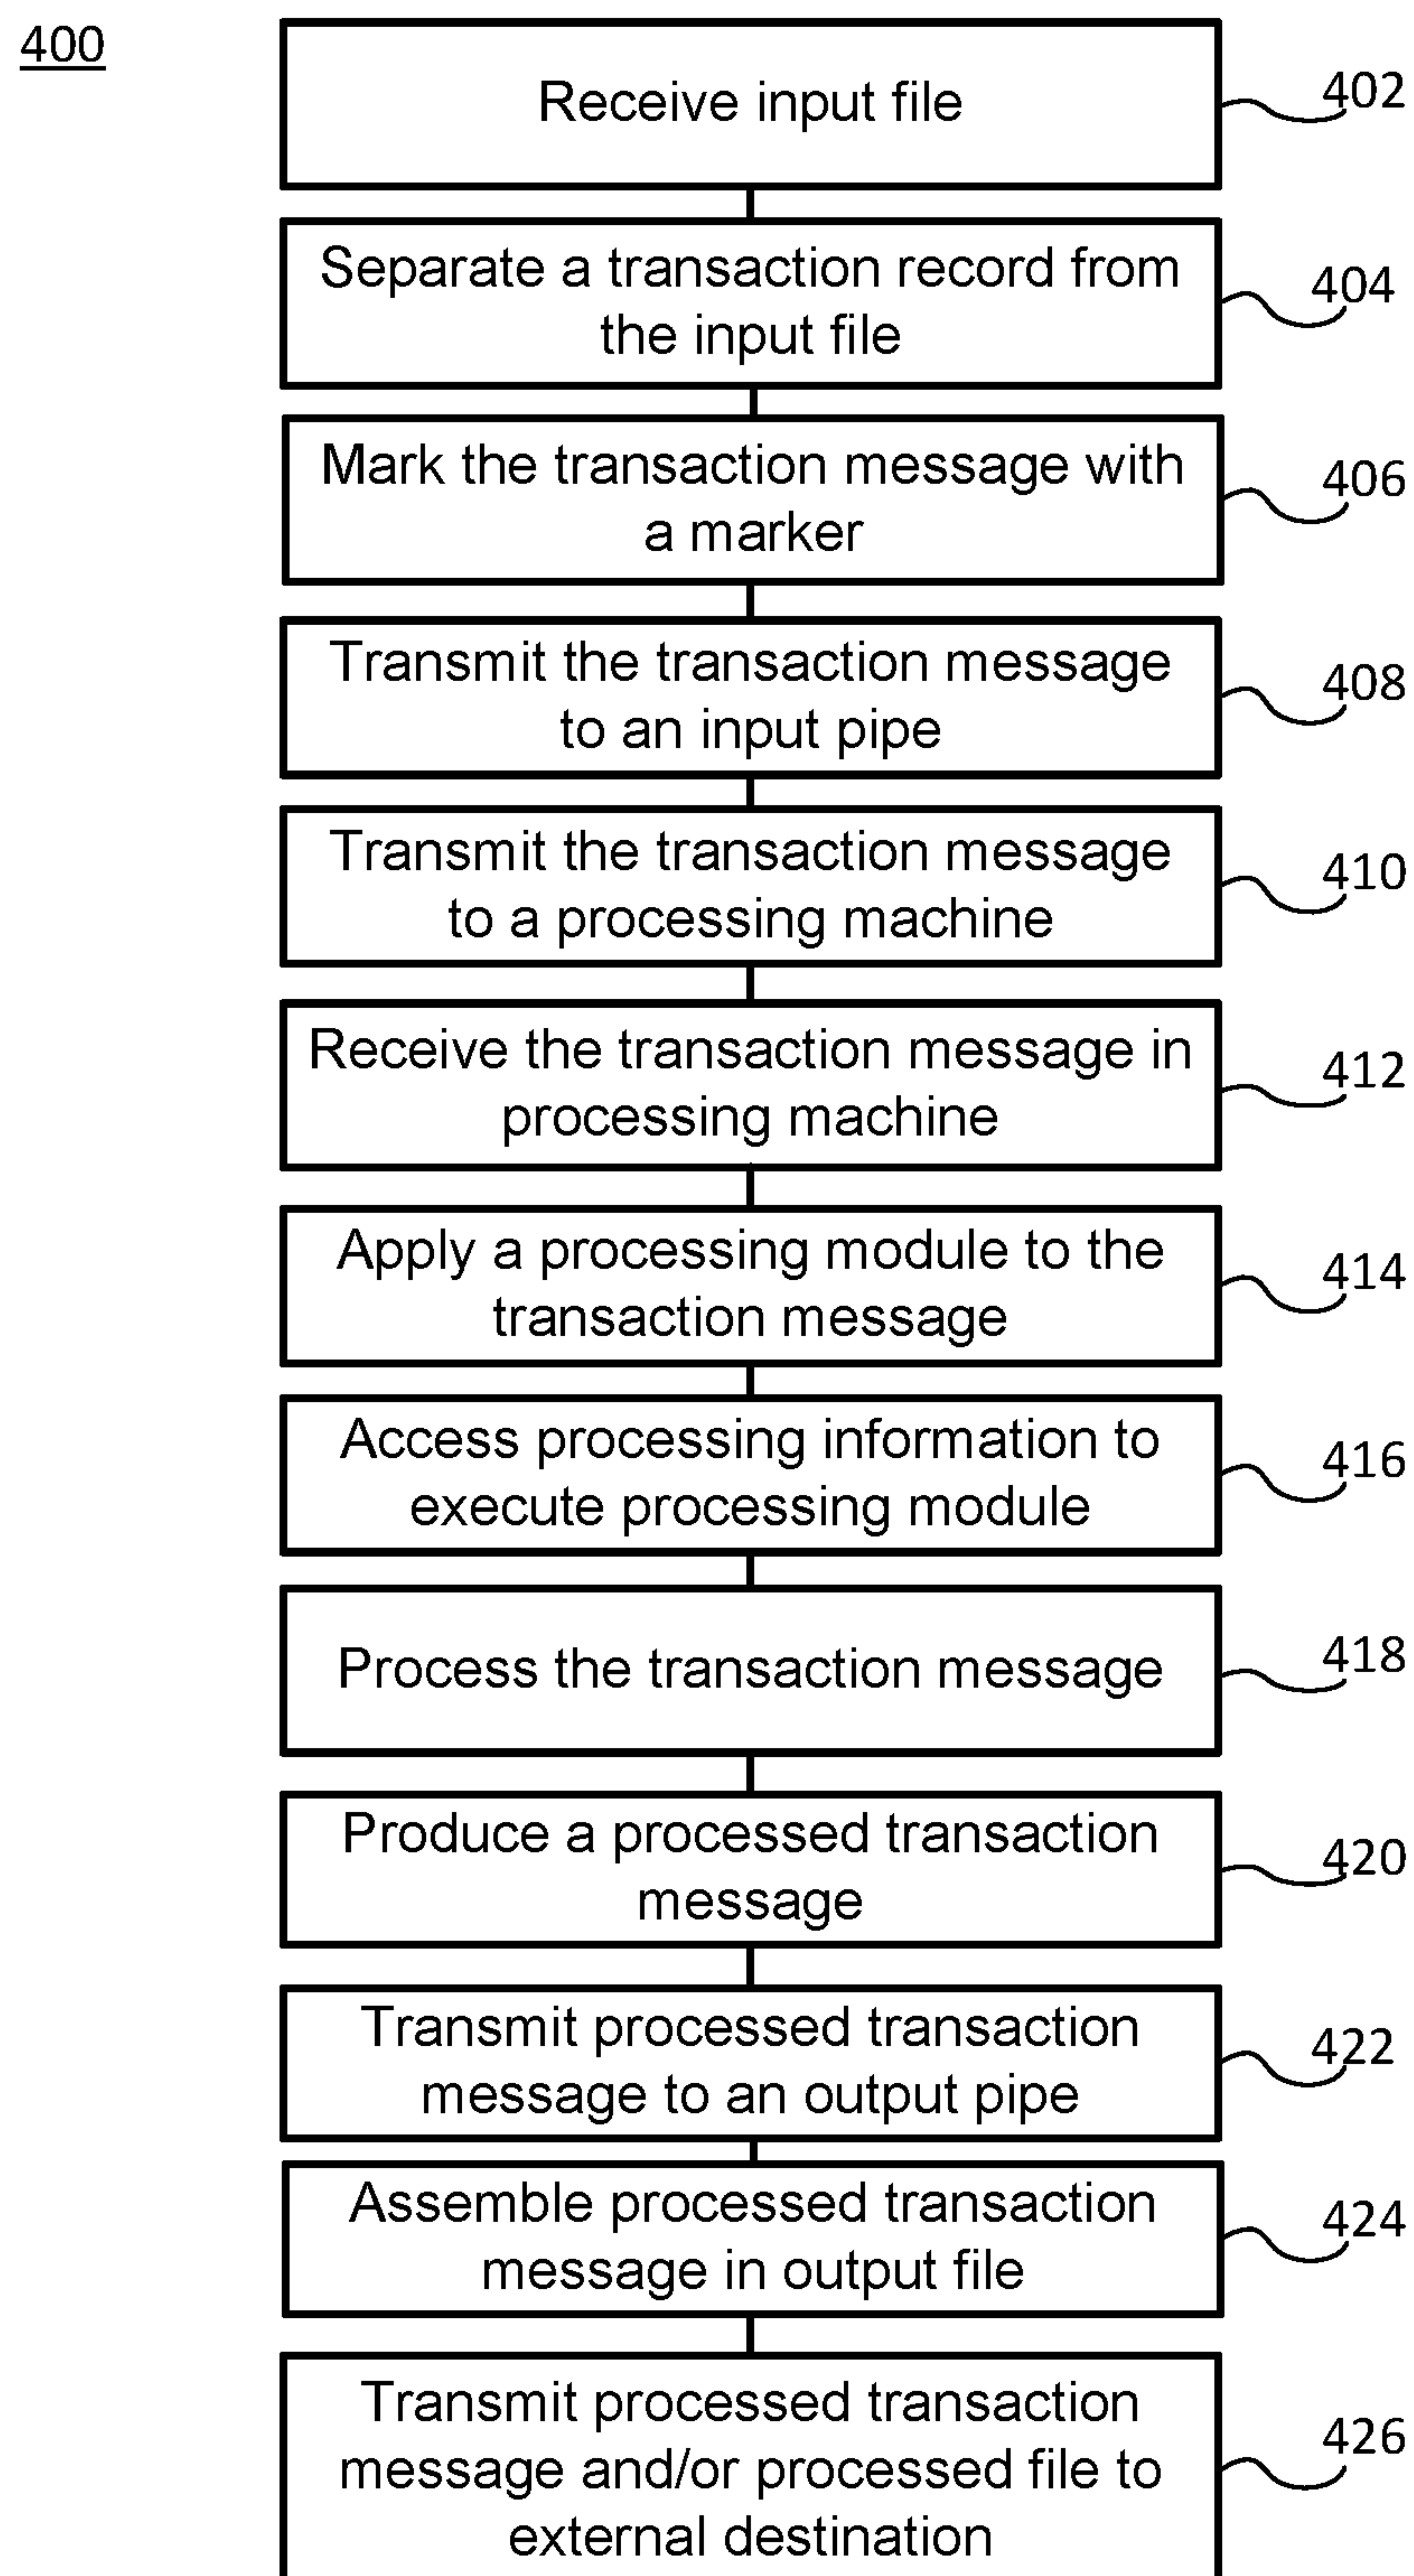 400
Receive input file
402
Separate a transaction record from
the input file
404
Mark the transaction message with
a marker
406
Transmit the transaction message
to an input pipe
408
Transmit the transaction message
to a processing machine
410
Receive the transaction message in
processing machine
412
Apply a processing module to the
transaction message
414
Access processing information to
execute processing module
416
Process the transaction message
418
Produce a processed transaction
message
420
Transmit processed transaction
message to an output pipe
422
Assemble processed transaction
message in output file
424
Transmit processed transaction
message and/or processed file to
external destination
426